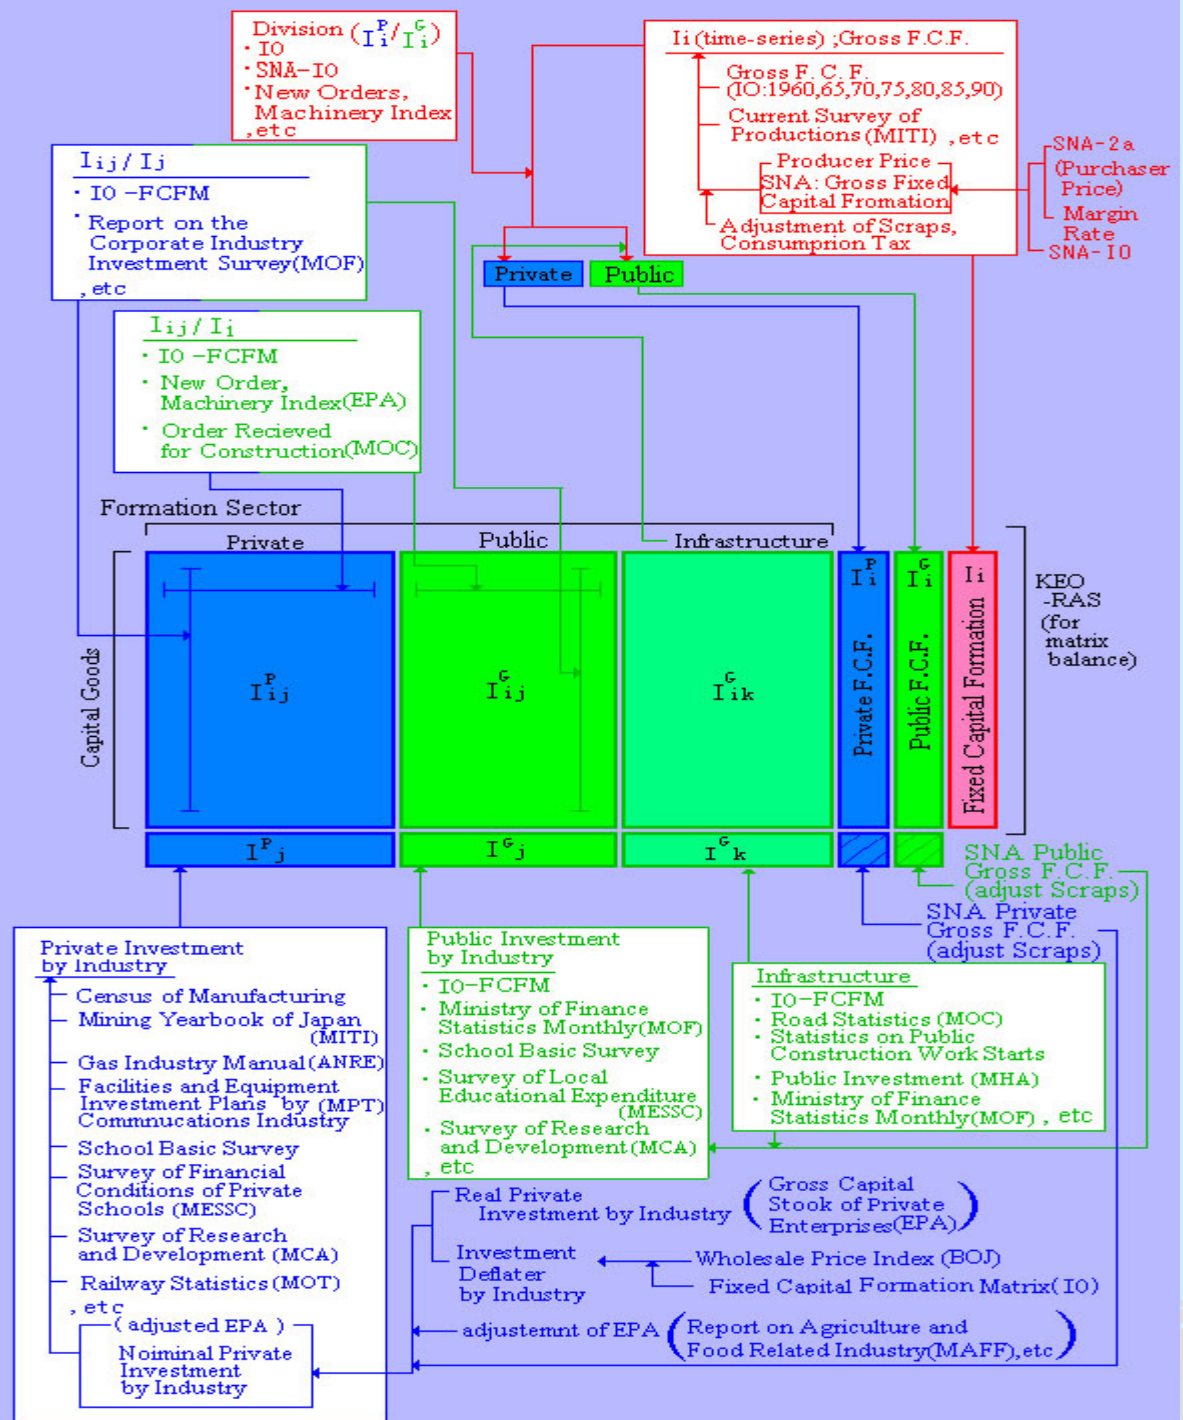 Division (I i P / I i G)
· IO
· SNA-IO
· New Orders,
Machinery Index
, etc
Ii (time-series) ;Gross F.C.F.
Gross F. C. F.
(IO:1960,65,70,75,80,85,90)
Current Survey of
Productions (MITI) , etc
Producer Price
SNA: Gross Fixed
Capital Fromation
Adjustment of Scraps,
Consumprion Tax
SNA-2a
(Purchaser
Price)
Margin
Rate
SNA-IO
Iij / Ij
· IO -FCFM
· Report on the
Corporate Industry
Investment Survey(MOF)
, etc
Private
Public
Iij / Ii
· IO -FCFM
· New Order,
Machinery Index(EPA)
· Order Recieved
for Construction(MOC)
Formation Sector
Private
Public
Infrastructure
Capital Goods
I ij P
I ij G
I ik G
I i P
Private F.C.F.
I i G
Public F.C.F.
Ii
Fixed Capital Formation
KEO
-RAS
(for
matrix
balance)
I P j
I G j
I G k
SNA Public
Gross F.C.F.
(adjust Scraps)
SNA Private
Gross F.C.F.
(adjust Scraps)
Private Investment
by Industry
Census of Manufacturing
Mining Yearbook of Japan
(MITI)
Gas Industry Manual(ANRE)
Facilities and Equipment
Investment Plans by (MPT)
Commnucations Industry
School Basic Survey
Survey of Financial
Conditions of Private
Schools (MESSC)
Survey of Research
and Development (MCA)
Railway Statistics (MOT)
, etc
(adjusted EPA )
Noiminal Private
Investment
by Industry
Public Investment
by Industry
· IO-FCFM
· Ministry of Finance
Statistics Monthly(MOF)
· School Basic Survey
· Survey of Local
Educational Expenditure
(MESSC)
· Survey of Research
and Development (MCA)
, etc
Infrastructure
· IO-FCFM
· Road Statistics (MOC)
· Statistics on Public
Construction Work Starts
· Public Investment (MHA)
· Ministry of Finance
Statistics Monthly(MOF) , etc
Real Private
Investment by Industry
(Gross Capital
Stook of Private
Enterprises(EPA))
Investment
Deflater
by Industry
Wholesale Price Index (BOJ)
Fixed Capital Formation Matrix(IO)
adjustemnt of EPA
(Report on Agriculture and
Food Related Industry(MAFF),etc)